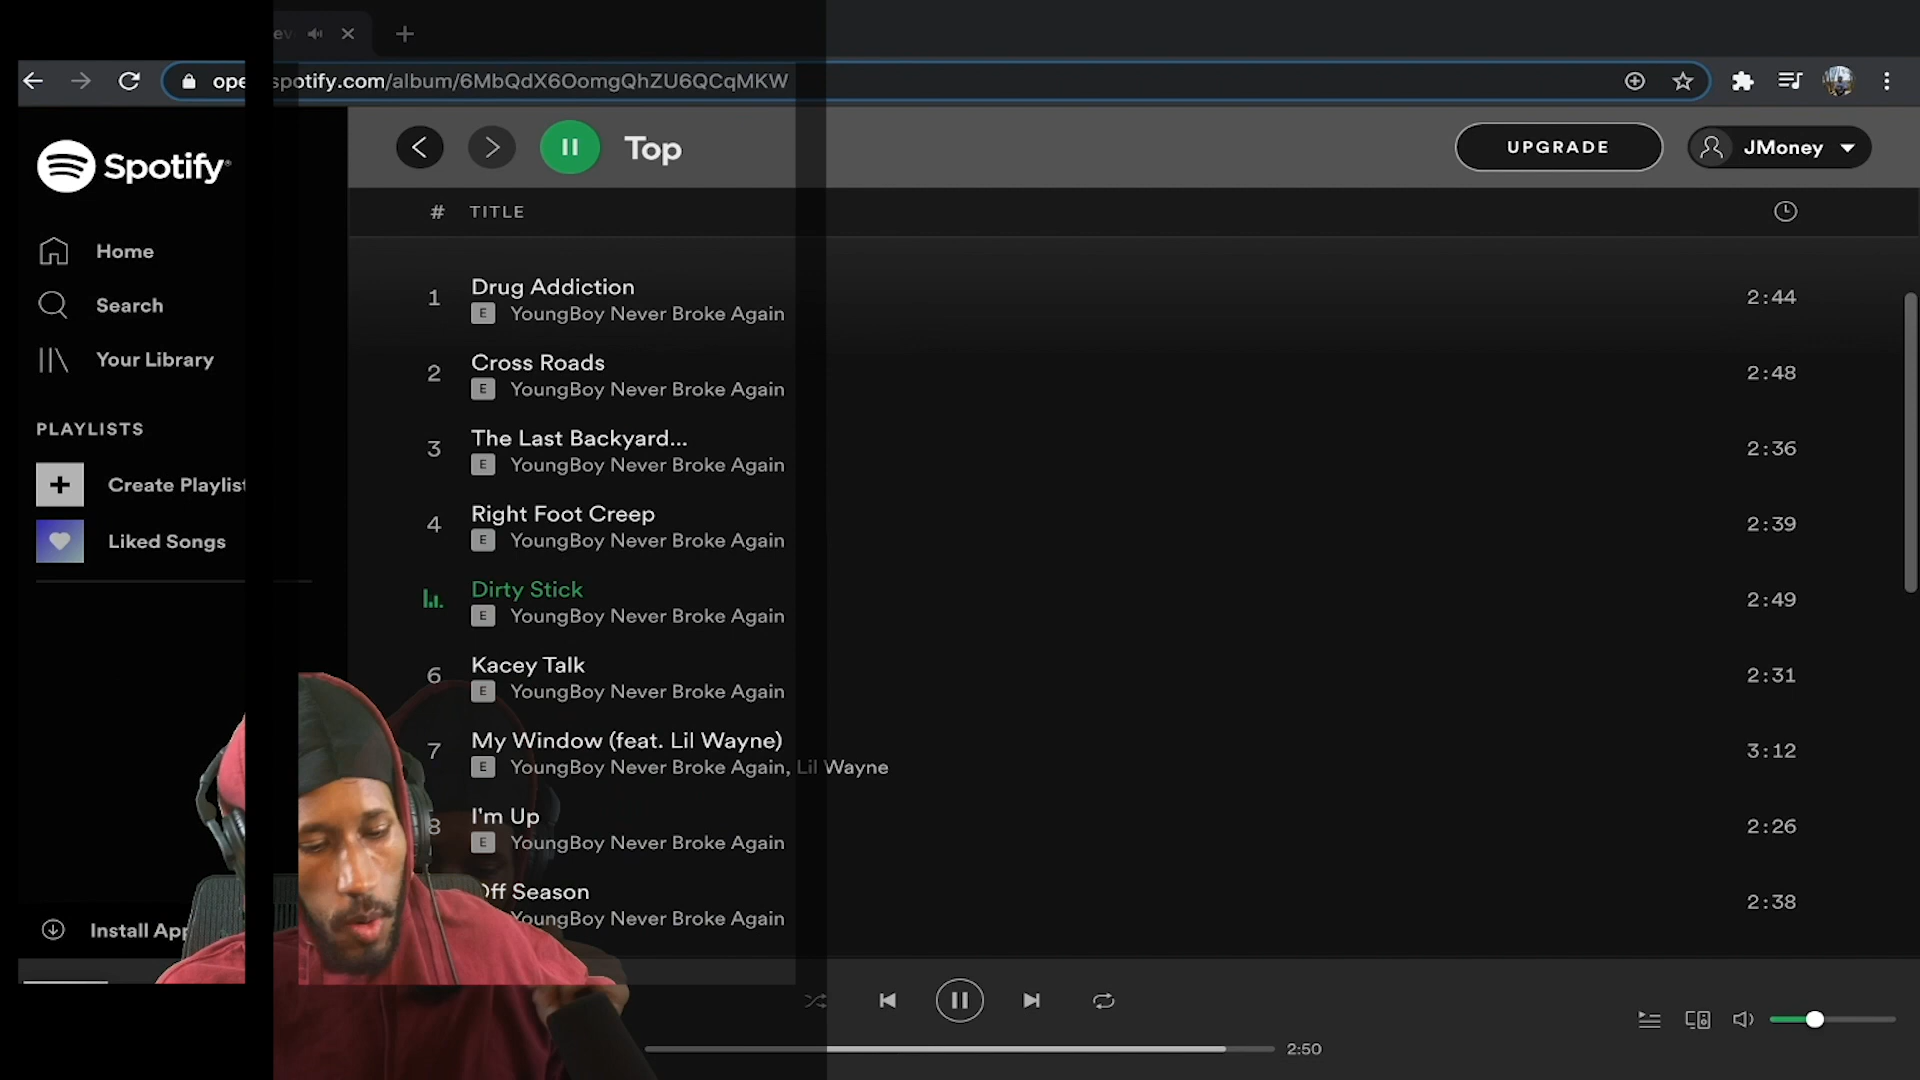 ope spotify.com/album/6MbQdX6OomgQhZU6QCqMKW
Spotify
Top
UPGRADE
JMoney
# TITLE
Home
Search
Your Library
PLAYLISTS
Create Playlist
Liked Songs
Install App
1 Drug Addiction 2:44
E YoungBoy Never Broke Again
2 Cross Roads 2:48
E YoungBoy Never Broke Again
3 The Last Backyard... 2:36
E YoungBoy Never Broke Again
4 Right Foot Creep 2:39
E YoungBoy Never Broke Again
Dirty Stick 2:49
E YoungBoy Never Broke Again
6 Kacey Talk 2:31
E YoungBoy Never Broke Again
7 My Window (feat. Lil Wayne) 3:12
E YoungBoy Never Broke Again, Lil Wayne
8 I'm Up 2:26
E YoungBoy Never Broke Again
Off Season 2:38
YoungBoy Never Broke Again
2:50